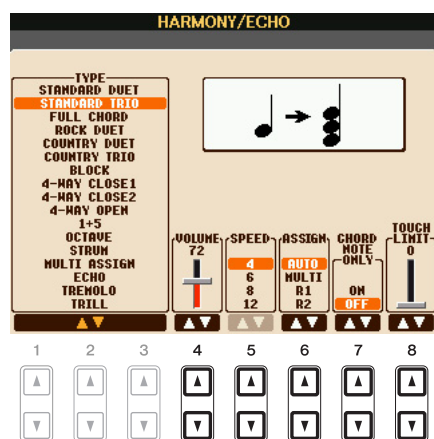 HARMONY/ECHO
TYPE
STANDARD DUET
STANDARD TRIO
FULL CHORD
ROCK DUET
COUNTRY DUET
COUNTRY TRIO
BLOCK
4-WAY CLOSE1
4-WAY CLOSE2
4-WAY OPEN
1+5
OCTAVE
STRUM
MULTI ASSIGN
ECHO
TREMOLO
TRILL
VOLUME
72
SPEED
4
6
8
12
ASSIGN
AUTO
MULTI
R1
R2
CHORD
NOTE
ONLY
ON
OFF
TOUCH
LIMIT
0
1 2 3 4 5 6 7 8